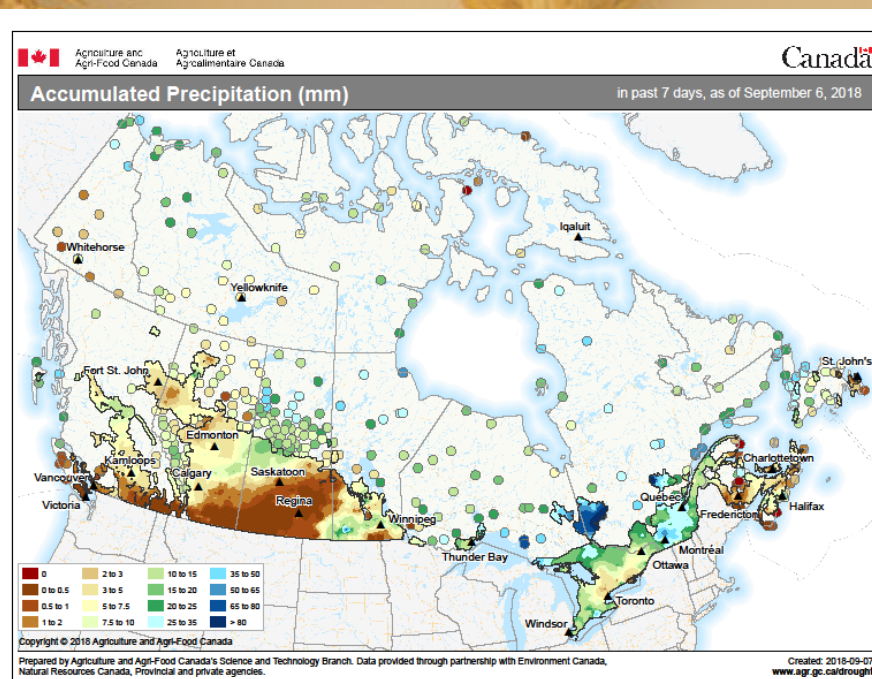 Agriculture and Agriculture et
Agri-Food Canada Agroalimentaire Canada
Canada
Accumulated Precipitation (mm)
in past 7 days, as of September 6, 2018
Iqaluit
Whitehorse
Yellowknife
St. John's
Fort St. John
Edmonton
Charlottetown
Kamloops
Calgary
Saskatoon
Vancouver
Québec
Regina
Victoria
Halifax
Fredericton
Winnipeg
Montréal
Thunder Bay
Ottawa
Toronto
Windsor
0 2 to 3 10 to 15 35 to 50
0 to 0.5 3 to 5 15 to 20 50 to 65
0.5 to 1 5 to 7.5 20 to 25 65 to 80
1 to 2 7.5 to 10 25 to 35 > 80
Copyright © 2018 Agriculture and Agri-Food Canada
Prepared by Agriculture and Agri-Food Canada's Science and Technology Branch. Data provided through partnership with Environment Canada,
Natural Resources Canada, Provincial and private agencies.
Created: 2018-09-07
www.agr.gc.ca/drought